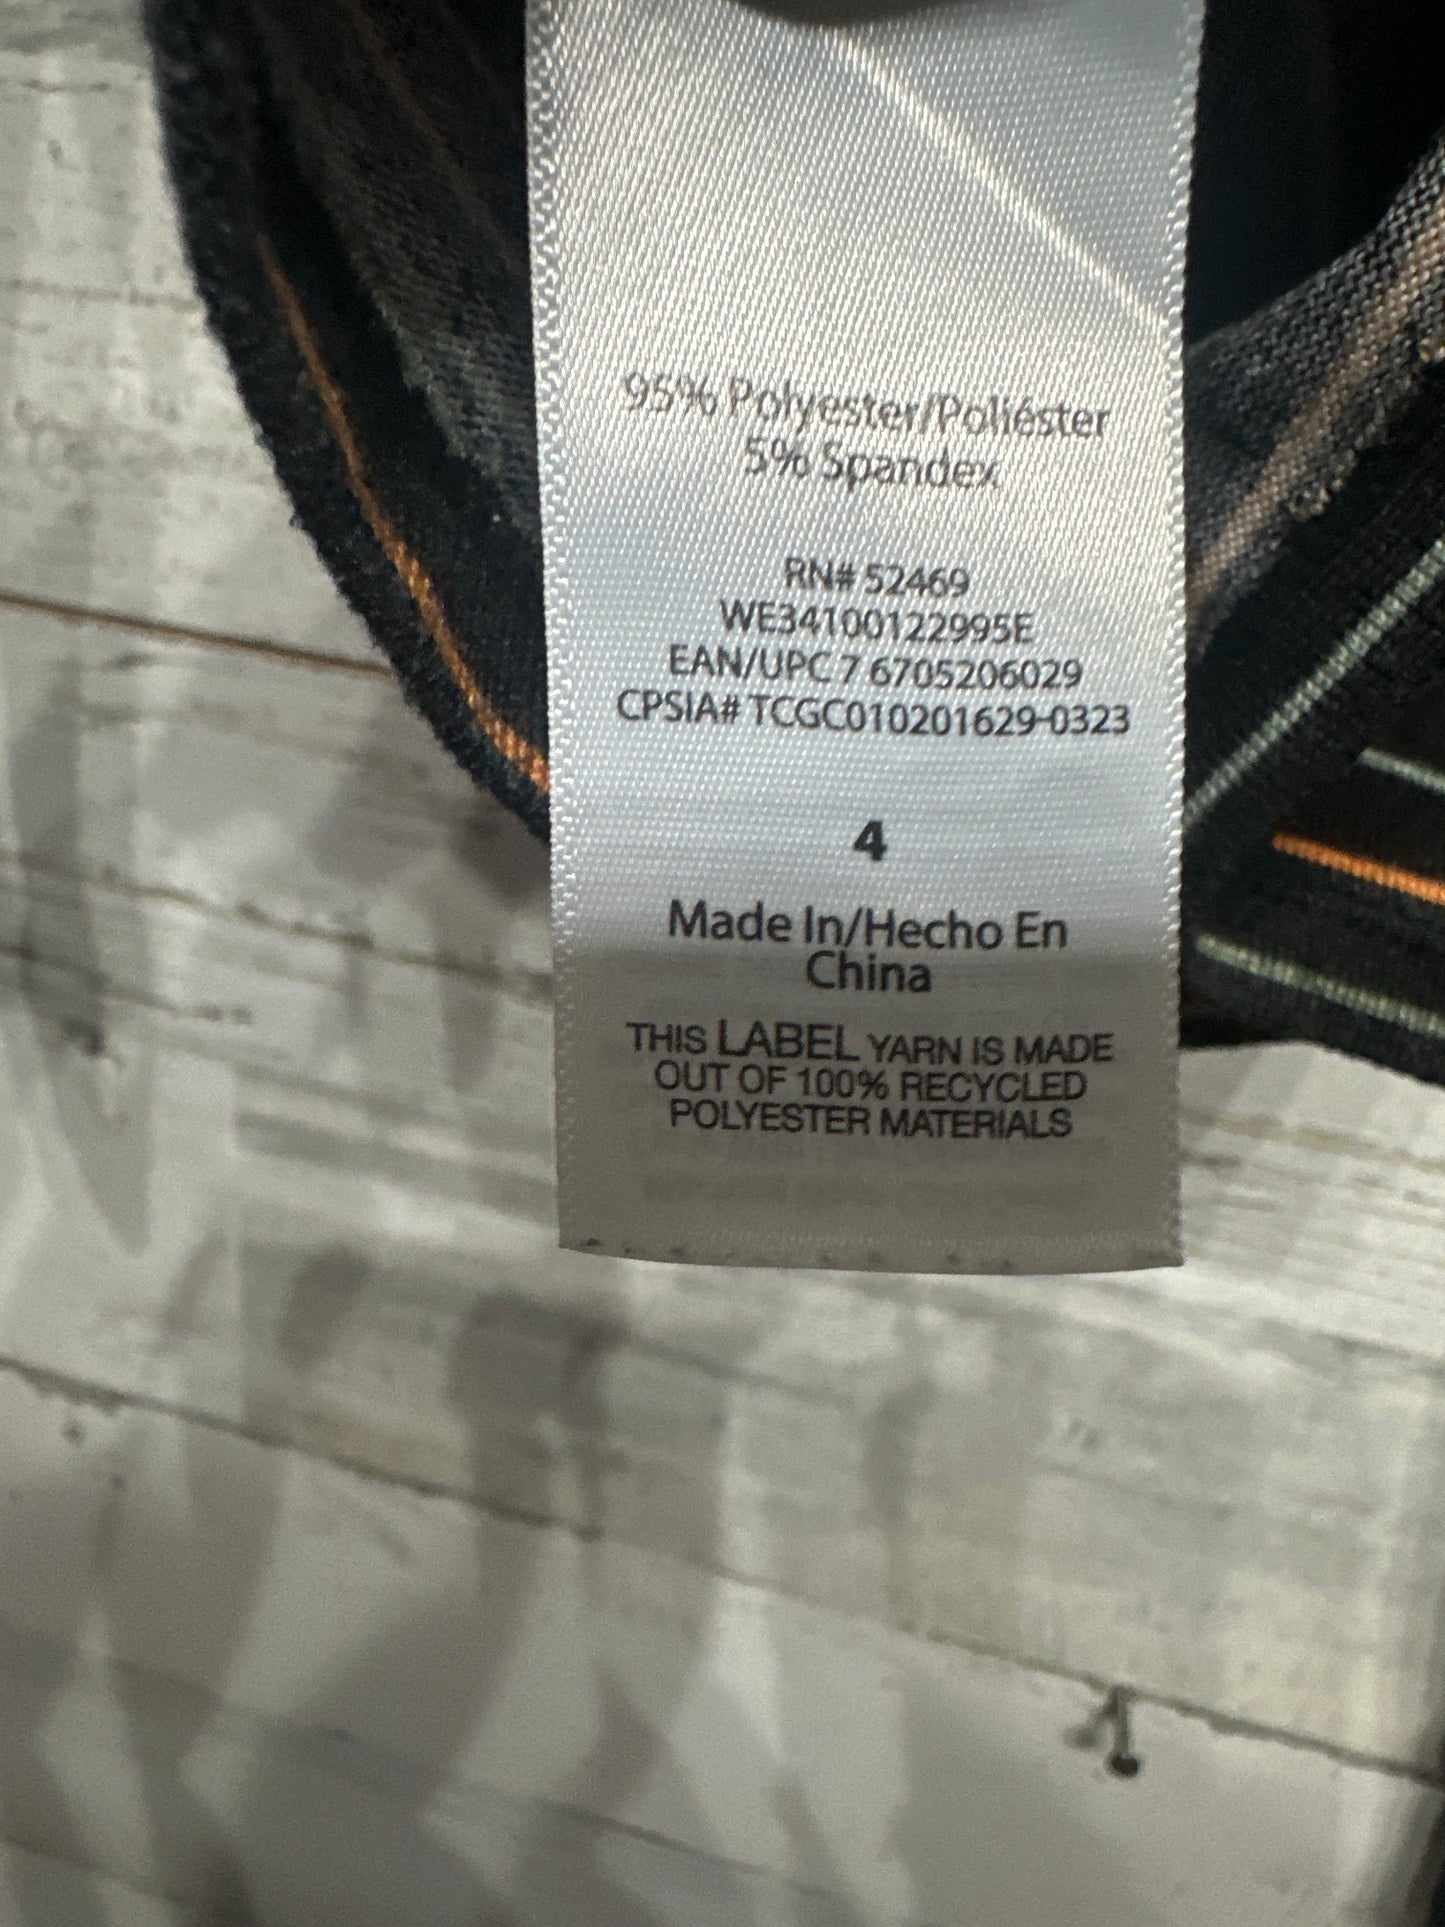 95% Polyester/Poliéster
5% Spandex
RN# 52469
WE34100122995E
EAN/UPC 7 6705206029
CPSIA# TCGC010201629-0323
4
Made In/Hecho En
China
THIS LABEL YARN IS MADE
OUT OF 100% RECYCLED
POLYESTER MATERIALS